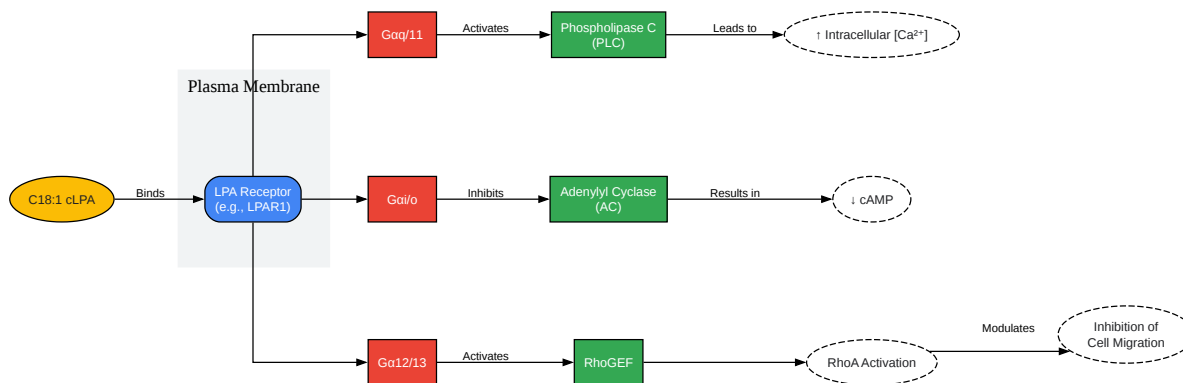 Gαq/11
Activates
Phospholipase C
(PLC)
Leads to
↑ Intracellular [Ca²⁺]
Plasma Membrane
C18:1 cLPA
Binds
LPA Receptor
(e.g., LPAR1)
Gαi/o
Inhibits
Adenylyl Cyclase
(AC)
Results in
↓ cAMP
Gα12/13
Activates
RhoGEF
RhoA Activation
Modulates
Inhibition of
Cell Migration